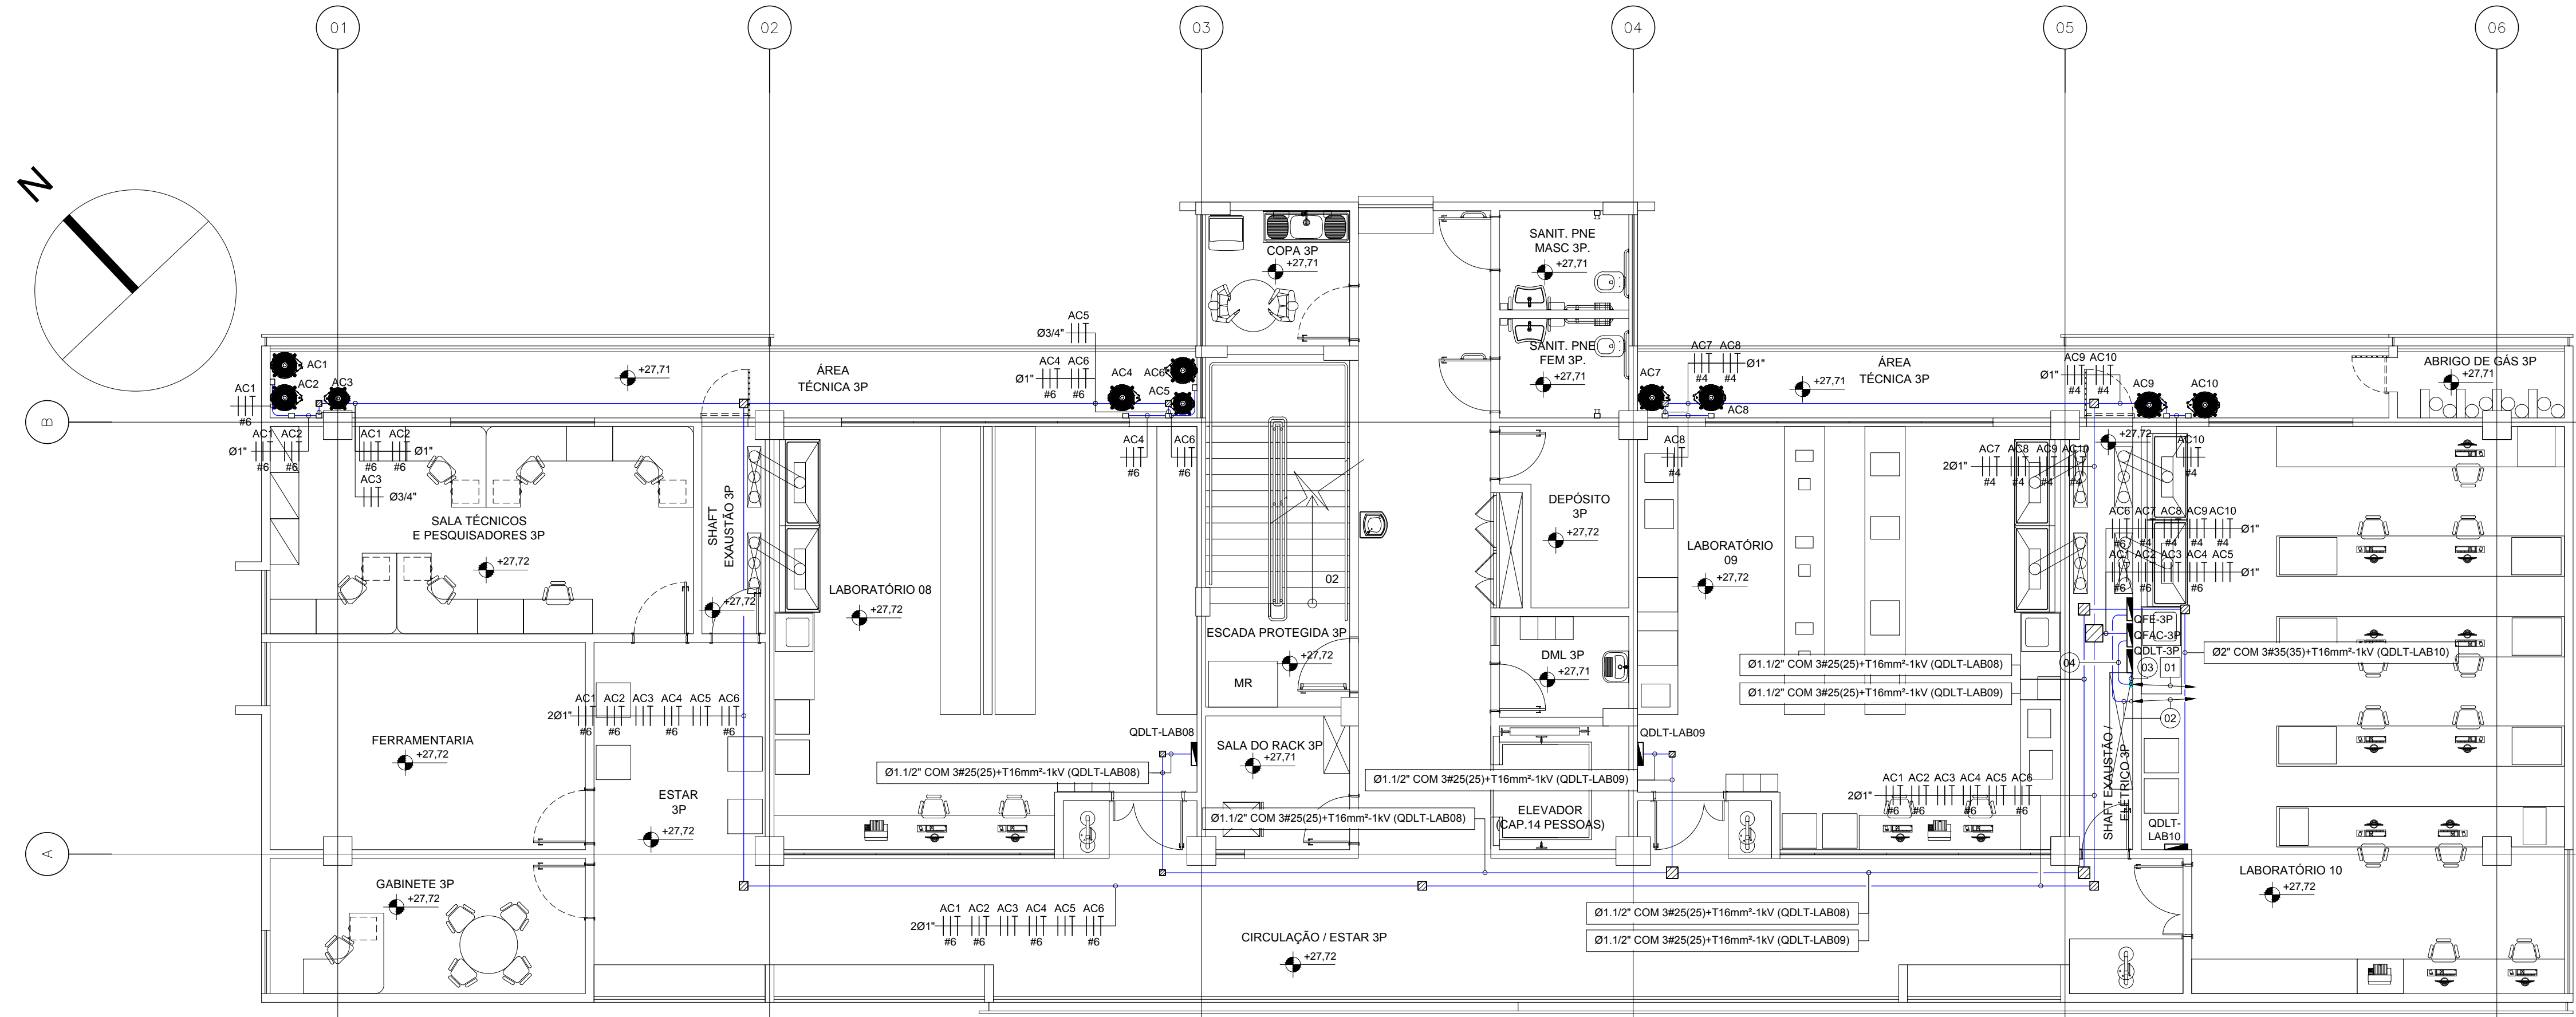 01
02
03
04
05
06
N
B
A
COPA 3P
+27,71
SANIT. PNE
MASC 3P.
+27,71
SANIT. PNE
FEM 3P.
+27,71
AC1
AC2
AC3
AC1
#6
+27,71
ÁREA
TÉCNICA 3P
AC5
Ø3/4"
AC4 AC6
Ø1"
#6 #6
AC4
AC6
AC5
AC7
AC7 AC8
Ø1"
#4 #4
AC8
+27,71
ÁREA
TÉCNICA 3P
AC9 AC10
Ø1"
#4 #4
AC9
AC10
ABRIGO DE GÁS 3P
+27,71
AC1 AC2
Ø1"
#6 #6
AC1 AC2
Ø1"
#6 #6
AC3
Ø3/4"
SALA TÉCNICOS
E PESQUISADORES 3P
+27,72
SHAFT
EXAUSTÃO 3P
+27,72
AC4
#6
AC6
#6
LABORATÓRIO 08
+27,72
02
ESCADA PROTEGIDA 3P
+27,72
MR
DEPÓSITO
3P
+27,72
DML 3P
+27,71
AC8
#4
LABORATÓRIO
09
+27,72
AC7 AC8 AC9 AC10
2Ø1"
#4 #4 #4 #4
+27,72
AC10
#4
AC6 AC7 AC8 AC9 AC10
Ø1"
#6 #4 #4 #4 #4
AC1 AC2 AC3 AC4 AC5
Ø1"
#6 #6 #6
QFE-3P
QFAC-3P
QDLT-3P
04
03
01
02
Ø2" COM 3#35(35)+T16mm²-1kV (QDLT-LAB10)
Ø1.1/2" COM 3#25(25)+T16mm²-1kV (QDLT-LAB08)
Ø1.1/2" COM 3#25(25)+T16mm²-1kV (QDLT-LAB09)
AC1 AC2 AC3 AC4 AC5 AC6
2Ø1"
#6 #6 #6 #6
FERRAMENTARIA
+27,72
ESTAR
3P
+27,72
QDLT-LAB08
SALA DO RACK 3P
+27,71
QDLT-LAB09
Ø1.1/2" COM 3#25(25)+T16mm²-1kV (QDLT-LAB08)
Ø1.1/2" COM 3#25(25)+T16mm²-1kV (QDLT-LAB09)
Ø1.1/2" COM 3#25(25)+T16mm²-1kV (QDLT-LAB08)
ELEVADOR
(CAP.14 PESSOAS)
AC1 AC2 AC3 AC4 AC5 AC6
2Ø1"
#6 #6 #6 #6
SHAFT EXAUSTÃO /
ELÉTRICO 3P
QDLT-
LAB10
GABINETE 3P
+27,72
LABORATÓRIO 10
+27,72
AC1 AC2 AC3 AC4 AC5 AC6
2Ø1"
#6 #6 #6 #6
CIRCULAÇÃO / ESTAR 3P
+27,72
Ø1.1/2" COM 3#25(25)+T16mm²-1kV (QDLT-LAB08)
Ø1.1/2" COM 3#25(25)+T16mm²-1kV (QDLT-LAB09)